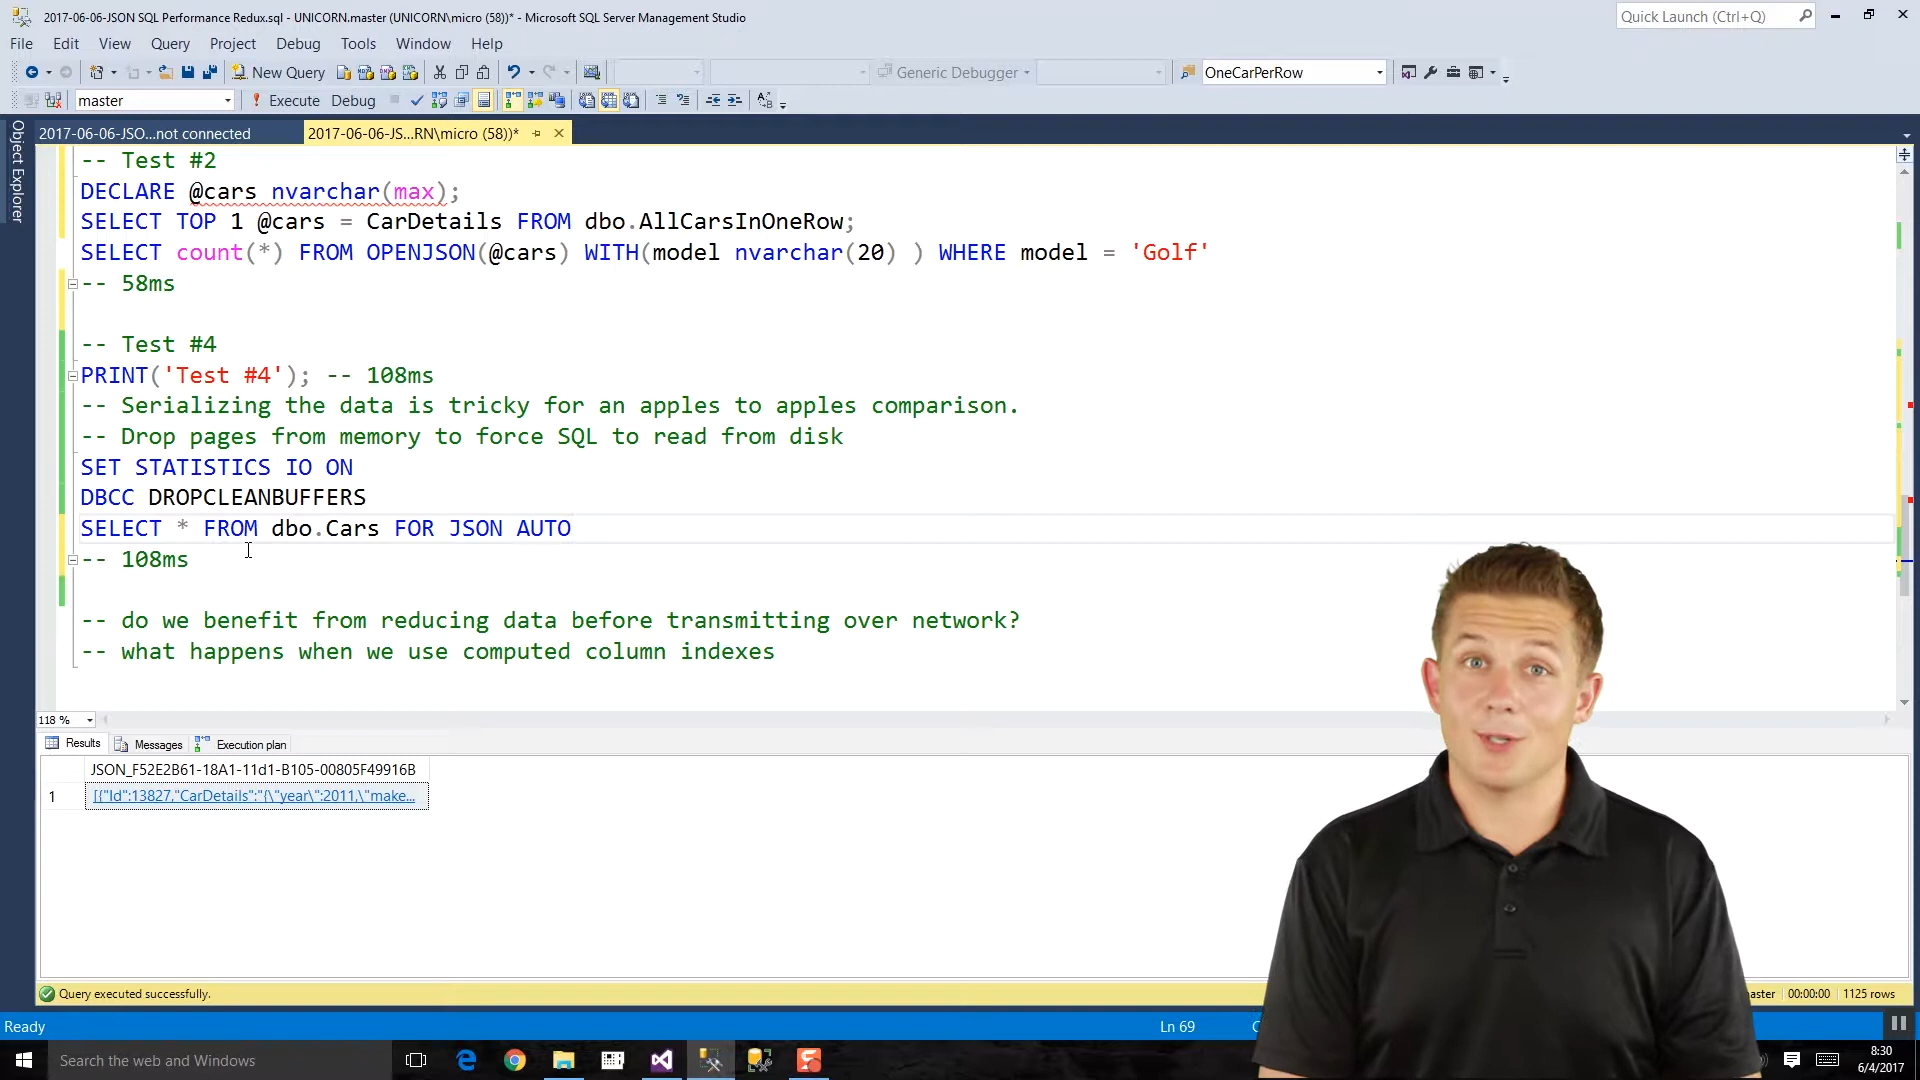 2017-06-06-JSON SQL Performance Redux.sql - UNICORN.master (UNICORN\micro (58))* - Microsoft SQL Server Management Studio
Quick Launch (Ctrl+Q)
File Edit View Query Project Debug Tools Window Help
New Query
Generic Debugger
OneCarPerRow
master
Execute Debug
Object Explorer
2017-06-06-JSO...not connected
2017-06-06-JS...RN\micro (58))*
-- Test #2
DECLARE @cars nvarchar(max);
SELECT TOP 1 @cars = CarDetails FROM dbo.AllCarsInOneRow;
SELECT count(*) FROM OPENJSON(@cars) WITH(model nvarchar(20) ) WHERE model = 'Golf'
-- 58ms
-- Test #4
PRINT('Test #4'); -- 108ms
-- Serializing the data is tricky for an apples to apples comparison.
-- Drop pages from memory to force SQL to read from disk
SET STATISTICS IO ON
DBCC DROPCLEANBUFFERS
SELECT * FROM dbo.Cars FOR JSON AUTO
-- 108ms
-- do we benefit from reducing data before transmitting over network?
-- what happens when we use computed column indexes
118 %
Results Messages Execution plan
JSON_F52E2B61-18A1-11d1-B105-00805F49916B
1 [{"Id":13827,"CarDetails":"{\"year\":2011,\"make...
Query executed successfully.
aster 00:00:00 1125 rows
Ready
Ln 69
Search the web and Windows
8:30
6/4/2017